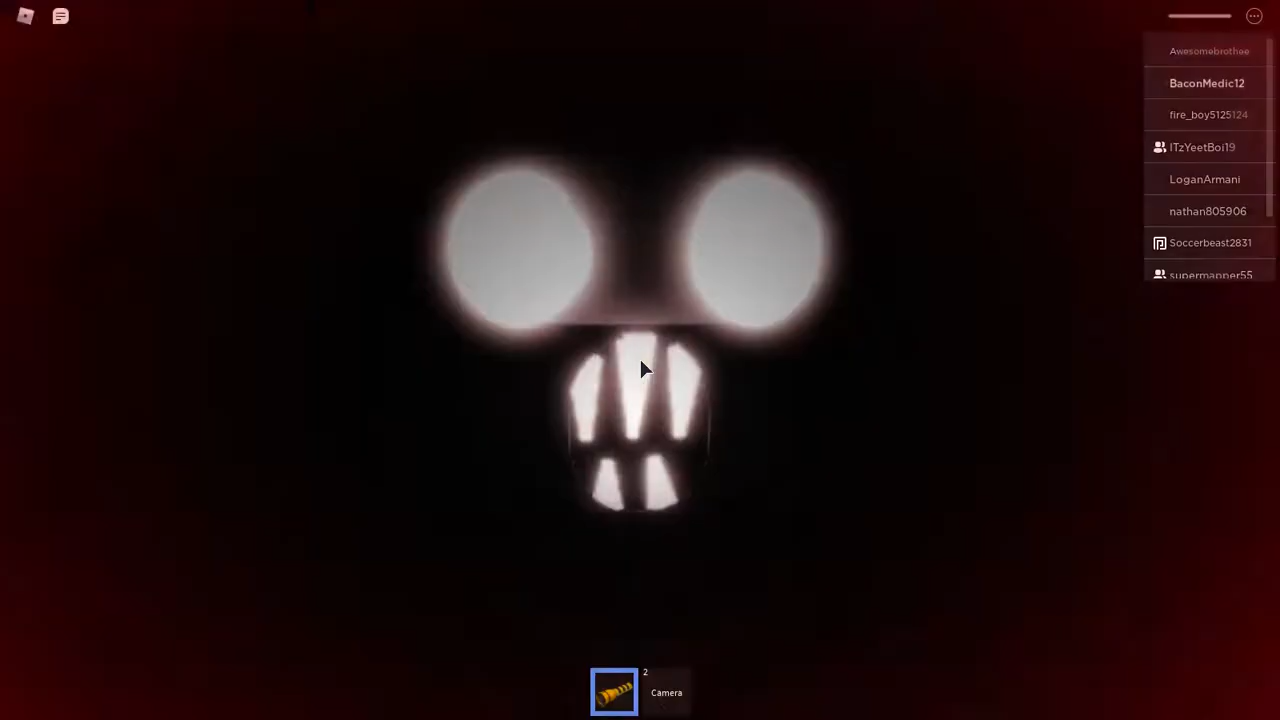 Awesomebrothee
BaconMedic12
fire_boy5125124
ITzYeetBoi19
LoganArmani
nathan805906
Soccerbeast2831
supermapper55
2
Camera